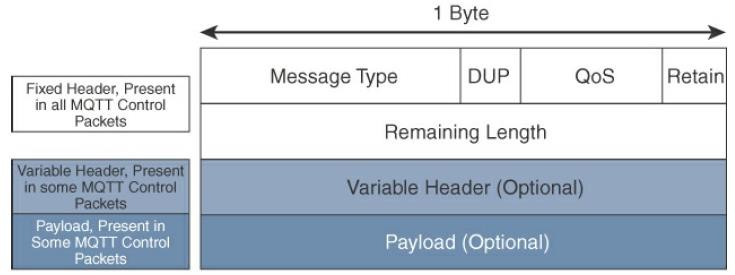 1 Byte
Message Type DUP QoS Retain
Fixed Header, Present
in all MQTT Control
Packets
Remaining Length
Variable Header, Present
in some MQTT Control
Packets
Variable Header (Optional)
Payload, Present in
Some MQTT Control
Packets
Payload (Optional)